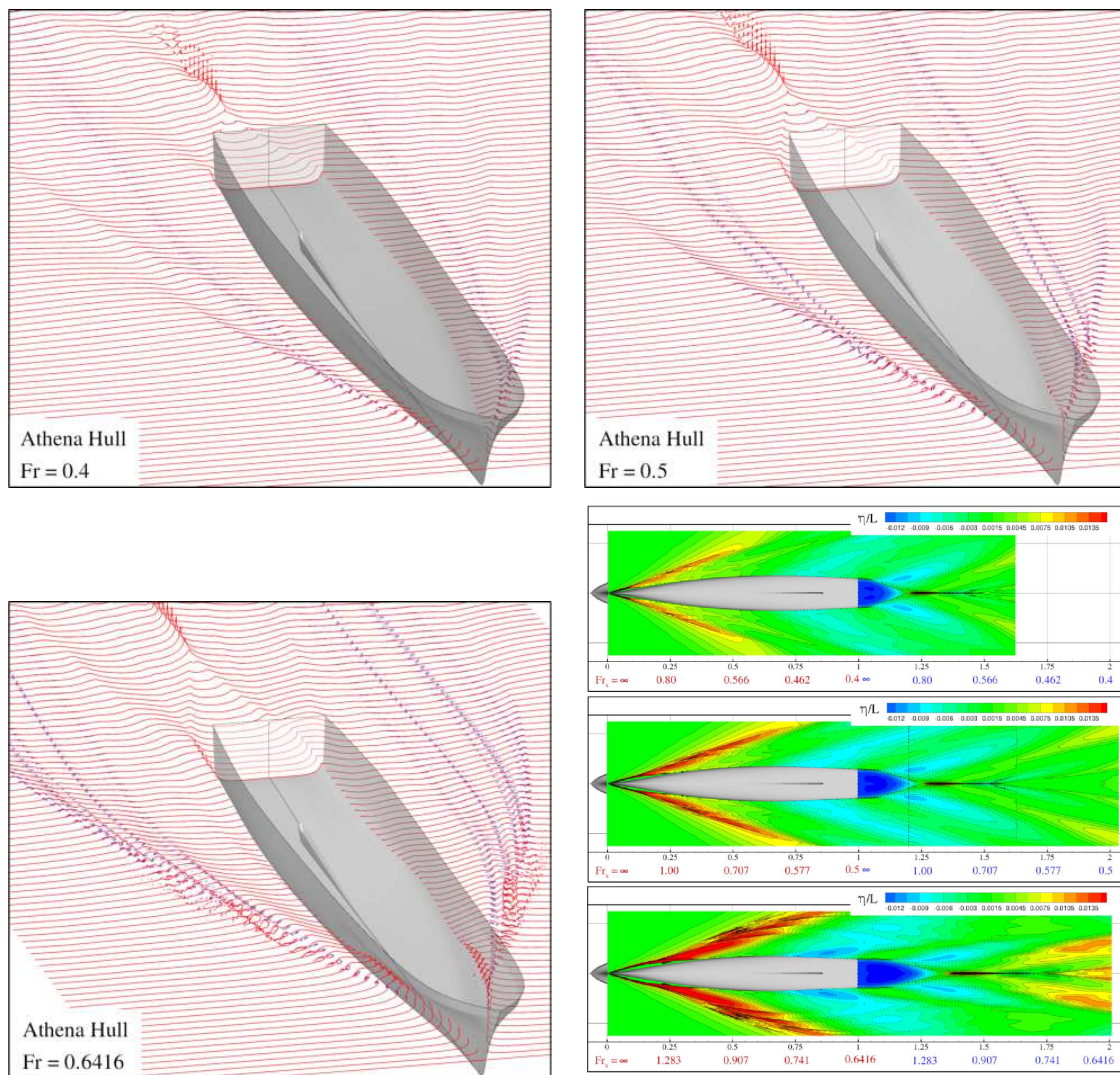 Athena Hull
Fr = 0.4
Athena Hull
Fr = 0.5
Athena Hull
Fr = 0.6416
η/L
-0.012 -0.009 -0.006 -0.003 0.0015 0.0045 0.0075 0.0105 0.0135
0 0.25 0.5 0.75 1 1.25 1.5 1.75 2
Frₓ = ∞ 0.80 0.566 0.462 0.4 ∞ 0.80 0.566 0.462 0.4
η/L
-0.012 -0.009 -0.006 -0.003 0.0015 0.0045 0.0075 0.0105 0.0135
0 0.25 0.5 0.75 1 1.25 1.5 1.75 2
Frₓ = ∞ 1.00 0.707 0.577 0.5 ∞ 1.00 0.707 0.577 0.5
η/L
-0.012 -0.009 -0.006 -0.003 0.0015 0.0045 0.0075 0.0105 0.0135
0 0.25 0.5 0.75 1 1.25 1.5 1.75 2
Frₓ = ∞ 1.283 0.907 0.741 0.6416 1.283 0.907 0.741 0.6416